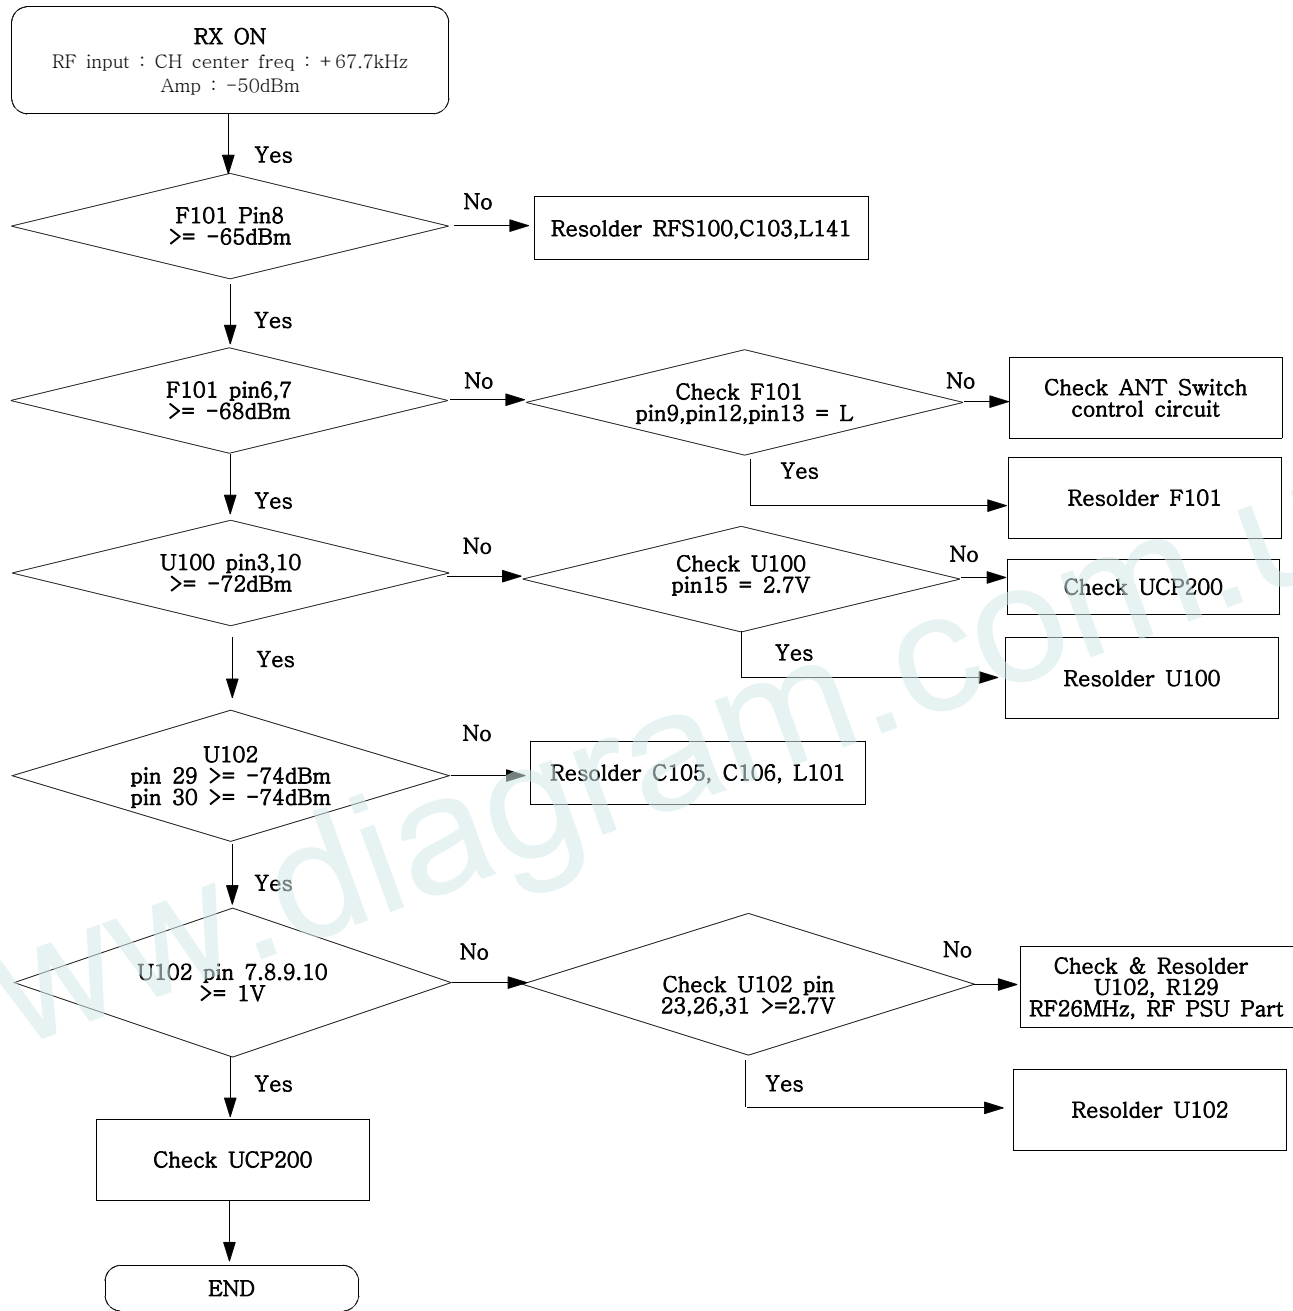 RX ON
RF input : CH center freq : +67.7kHz
Amp : -50dBm
Yes
F101 Pin8
>= -65dBm
No
Resolder RFS100,C103,L141
Yes
F101 pin6,7
>= -68dBm
No
Check F101
pin9,pin12,pin13 = L
No
Check ANT Switch
control circuit
Yes
Resolder F101
Yes
U100 pin3,10
>= -72dBm
No
Check U100
pin15 = 2.7V
No
Check UCP200
Yes
Resolder U100
Yes
U102
pin 29 >= -74dBm
pin 30 >= -74dBm
No
Resolder C105, C106, L101
Yes
U102 pin 7.8.9.10
>= 1V
No
Check U102 pin
23,26,31 >=2.7V
No
Check & Resolder
U102, R129
RF26MHz, RF PSU Part
Yes
Resolder U102
Yes
Check UCP200
END
ww.diagram.com.u